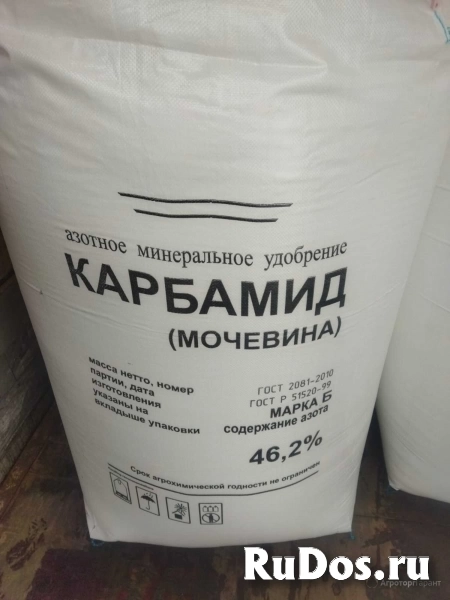 азотное минеральное удобрение
КАРБАМИД
(МОЧЕВИНА)
масса нетто, номер
партии, дата
изготовления
указаны на
вкладыше упаковки
ГОСТ 2081-2010
ГОСТ Р 51520-99
МАРКА Б
содержание азота
46,2%
Срок агрохимической годности не ограничен
RuDos.ru